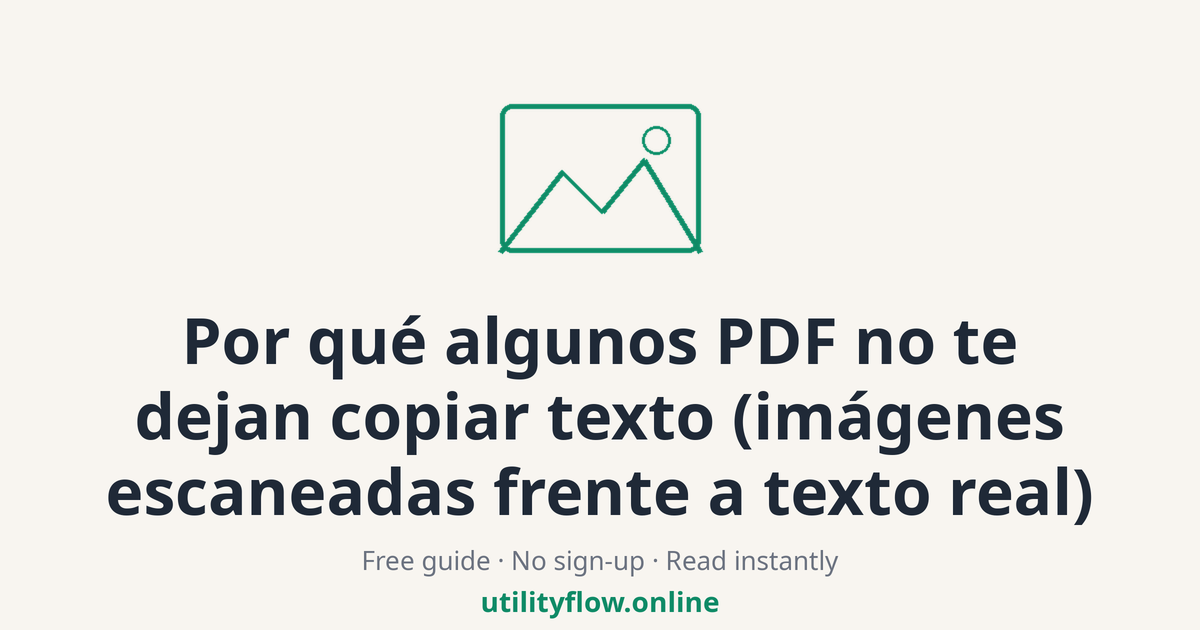 Por qué algunos PDF no te
dejan copiar texto (imágenes
escaneadas frente a texto real)
Free guide · No sign-up · Read instantly
utilityflow.online